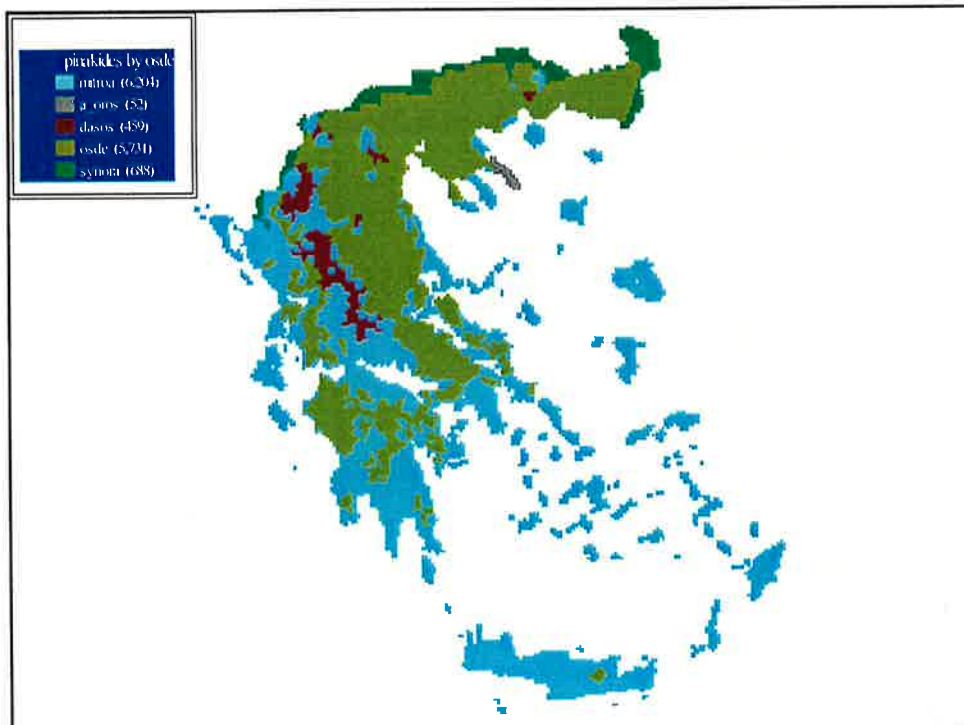 pinakides by osde
mitroa (6,204)
a_oros (52)
dasos (459)
osde (5,731)
synora (688)